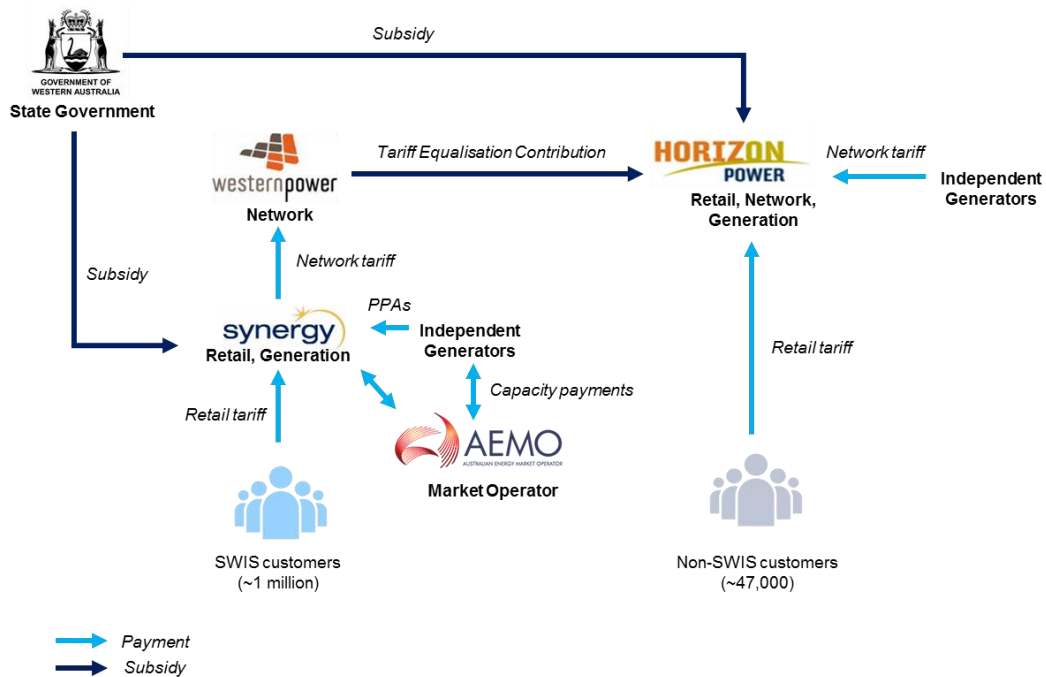 Subsidy
GOVERNMENT OF
WESTERN AUSTRALIA
State Government
westernpower
Network
Tariff Equalisation Contribution
HORIZON
POWER
Retail, Network,
Generation
Network tariff
Independent
Generators
Subsidy
Network tariff
synergy
Retail, Generation
PPAs
Independent
Generators
Retail tariff
Retail tariff
Capacity payments
AEMO
AUSTRALIAN ENERGY MARKET OPERATOR
Market Operator
SWIS customers
(~1 million)
Non-SWIS customers
(~47,000)
Payment
Subsidy